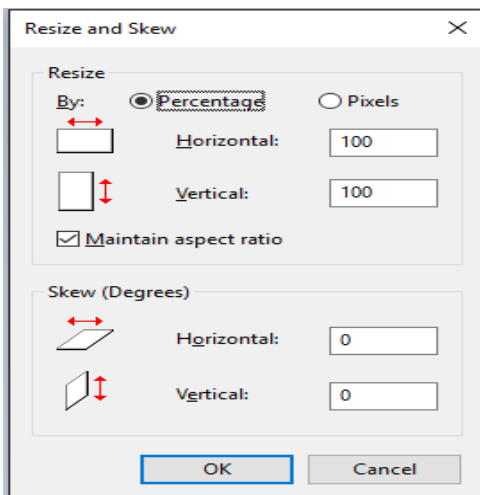 Resize and Skew
Resize
By: Percentage Pixels
Horizontal: 100
Vertical: 100
Maintain aspect ratio
Skew (Degrees)
Horizontal: 0
Vertical: 0
OK Cancel